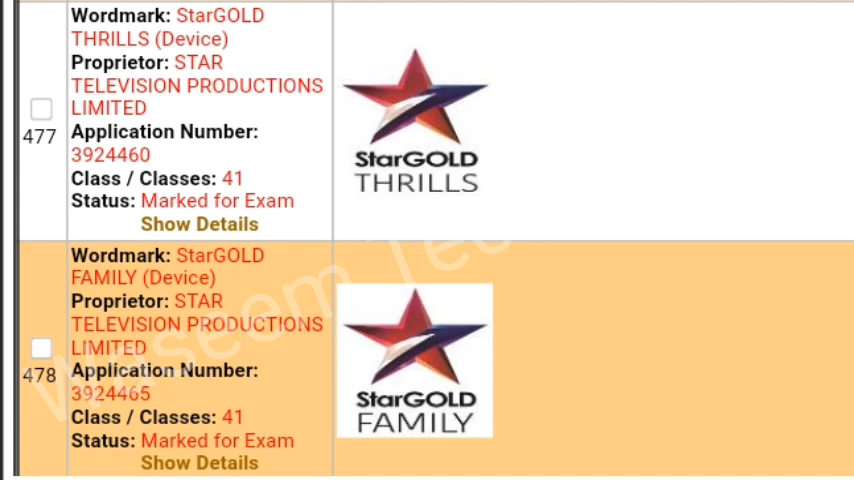 Wordmark: StarGOLD
THRILLS (Device)
Proprietor: STAR
TELEVISION PRODUCTIONS
LIMITED
Application Number:
3924460
Class / Classes: 41
Status: Marked for Exam
Show Details
477
StarGOLD
THRILLS
Wordmark: StarGOLD
FAMILY (Device)
Proprietor: STAR
TELEVISION PRODUCTIONS
LIMITED
Application Number:
3924465
Class / Classes: 41
Status: Marked for Exam
Show Details
478
StarGOLD
FAMILY
Waseem Tec